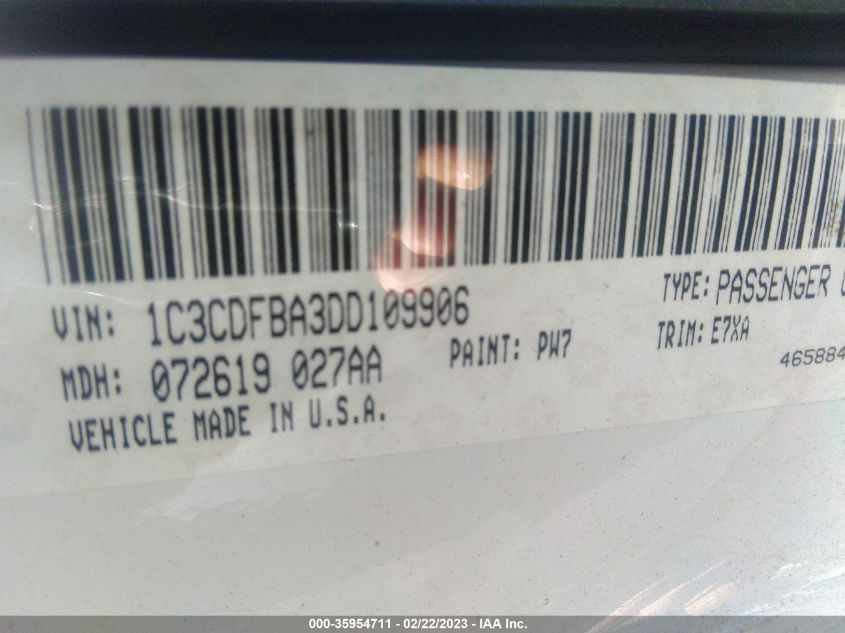 VIN: 1C3CDFBA3DD109906
TYPE: PASSENGER
MDH: 072619 027AA
PAINT: PW7
TRIM: E7XA
VEHICLE MADE IN U.S.A.
465884
000-35954711 - 02/22/2023 - IAA Inc.